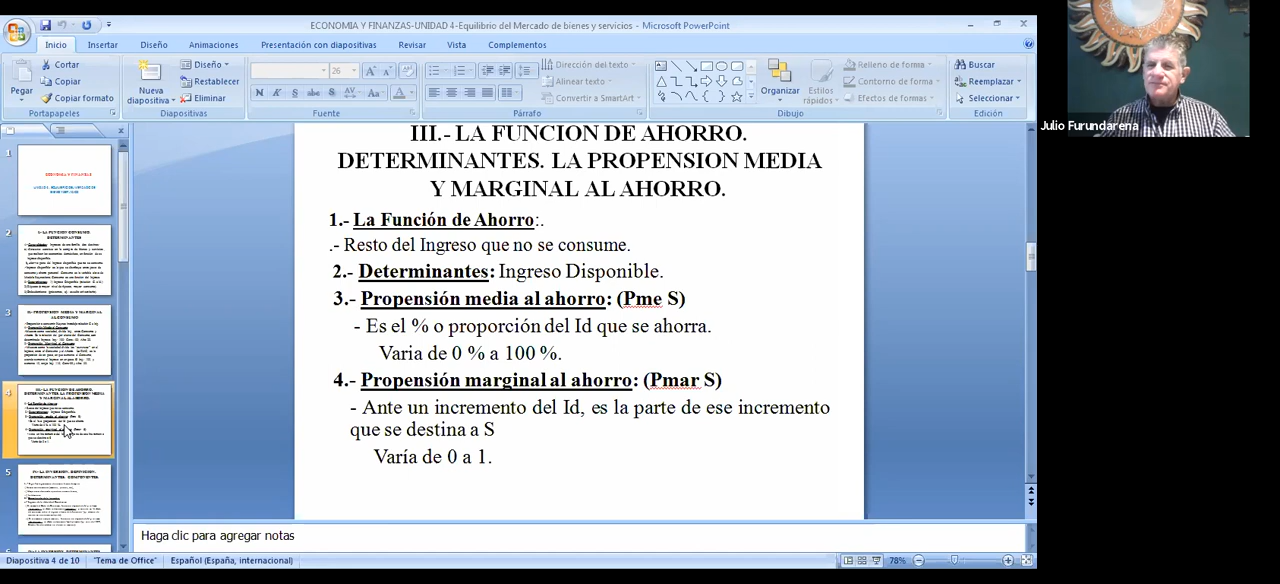 ECONOMIA Y FINANZAS-UNIDAD 4-Equilibrio del Mercado de bienes y servicios - Microsoft PowerPoint
Inicio Insertar Diseño Animaciones Presentación con diapositivas Revisar Vista Complementos
Cortar
Copiar
Copiar formato
Pegar
Portapapeles
Nueva
diapositiva
Diseño
Restablecer
Eliminar
Diapositivas
26
Fuente
Dirección del texto
Alinear texto
Convertir a SmartArt
Párrafo
Organizar
Estilos
rápidos
Relleno de forma
Contorno de forma
Efectos de formas
Dibujo
Buscar
Reemplazar
Seleccionar
Edición
Julio Furundarena
1
2
3
4
5
III.- LA FUNCION DE AHORRO.
DETERMINANTES. LA PROPENSION MEDIA
Y MARGINAL AL AHORRO.
1.- La Función de Ahorro:.
.- Resto del Ingreso que no se consume.
2.- Determinantes: Ingreso Disponible.
3.- Propensión media al ahorro: (Pme S)
- Es el % o proporción del Id que se ahorra.
Varia de 0 % a 100 %.
4.- Propensión marginal al ahorro: (Pmar S)
- Ante un incremento del Id, es la parte de ese incremento
que se destina a S
Varía de 0 a 1.
Haga clic para agregar notas
Diapositiva 4 de 10 "Tema de Office" Español (España, internacional) 78%